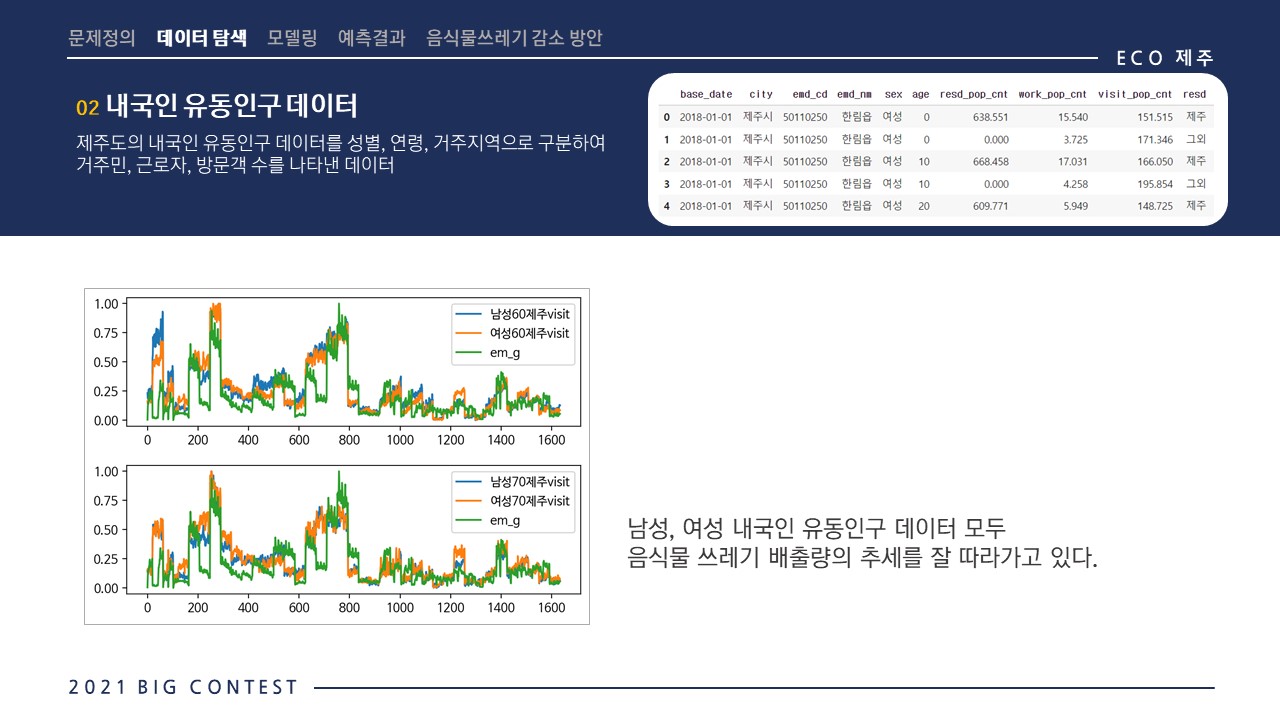 문제정의 데이터 탐색 모델링 예측결과 음식물쓰레기 감소 방안
ECO 제주
02 내국인 유동인구 데이터
제주도의 내국인 유동인구 데이터를 성별, 연령, 거주지역으로 구분하여
거주민, 근로자, 방문객 수를 나타낸 데이터
base_date city emd_cd emd_nm sex age resd_pop_cnt work_pop_cnt visit_pop_cnt resd
0 2018-01-01 제주시 50110250 한림읍 여성 0 638.551 15.540 151.515 제주
1 2018-01-01 제주시 50110250 한림읍 여성 0 0.000 3.725 171.346 그외
2 2018-01-01 제주시 50110250 한림읍 여성 10 668.458 17.031 166.050 제주
3 2018-01-01 제주시 50110250 한림읍 여성 10 0.000 4.258 195.854 그외
4 2018-01-01 제주시 50110250 한림읍 여성 20 609.771 5.949 148.725 제주
1.00
0.75
0.50
0.25
0.00
남성60제주visit
여성60제주visit
em_g
0 200 400 600 800 1000 1200 1400 1600
1.00
0.75
0.50
0.25
0.00
남성70제주visit
여성70제주visit
em_g
0 200 400 600 800 1000 1200 1400 1600
남성, 여성 내국인 유동인구 데이터 모두
음식물 쓰레기 배출량의 추세를 잘 따라가고 있다.
2021 BIG CONTEST